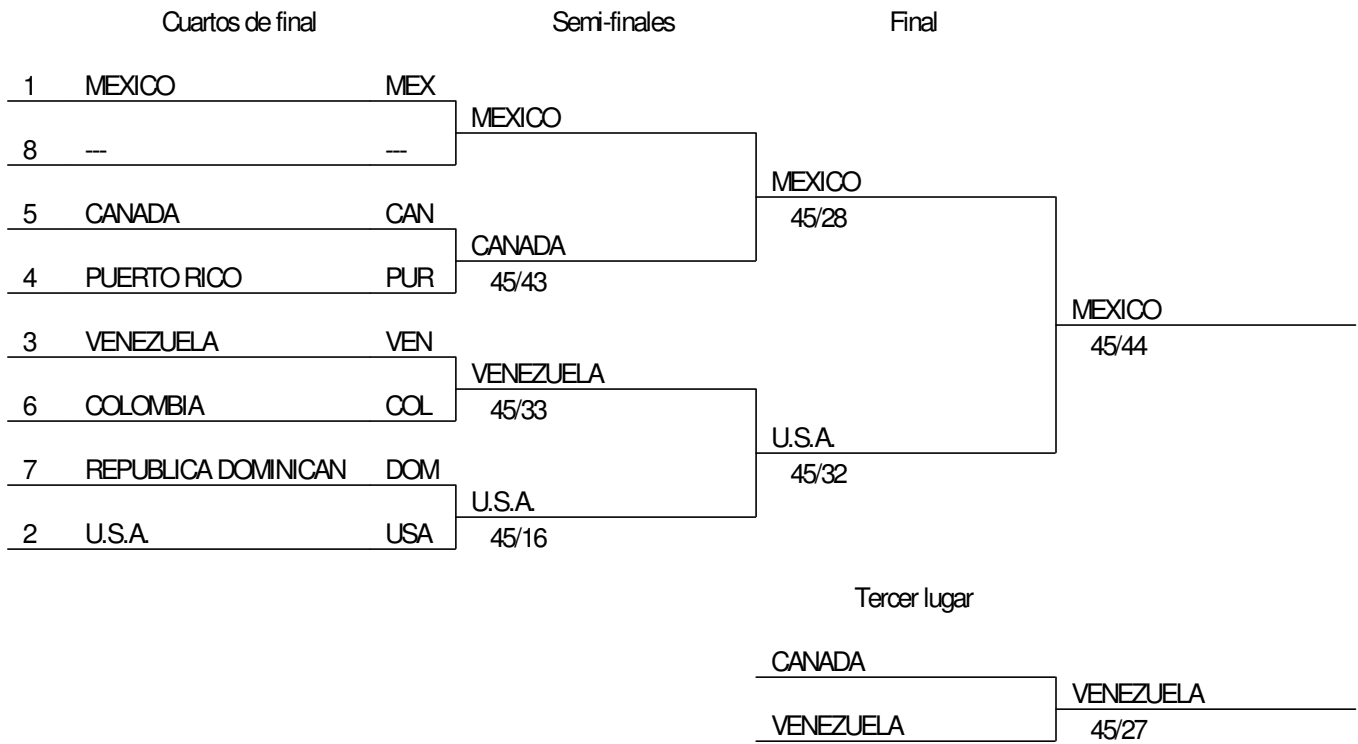 Cuartos de final Semi-finales Final
1 MEXICO MEX
MEXICO
8 --- ---
MEXICO
5 CANADA CAN
45/28
CANADA
4 PUERTO RICO PUR
45/43
MEXICO
3 VENEZUELA VEN
45/44
VENEZUELA
6 COLOMBIA COL
45/33
U.S.A.
7 REPUBLICA DOMINICAN DOM
45/32
U.S.A.
2 U.S.A. USA
45/16
Tercer lugar
CANADA
VENEZUELA
VENEZUELA
45/27